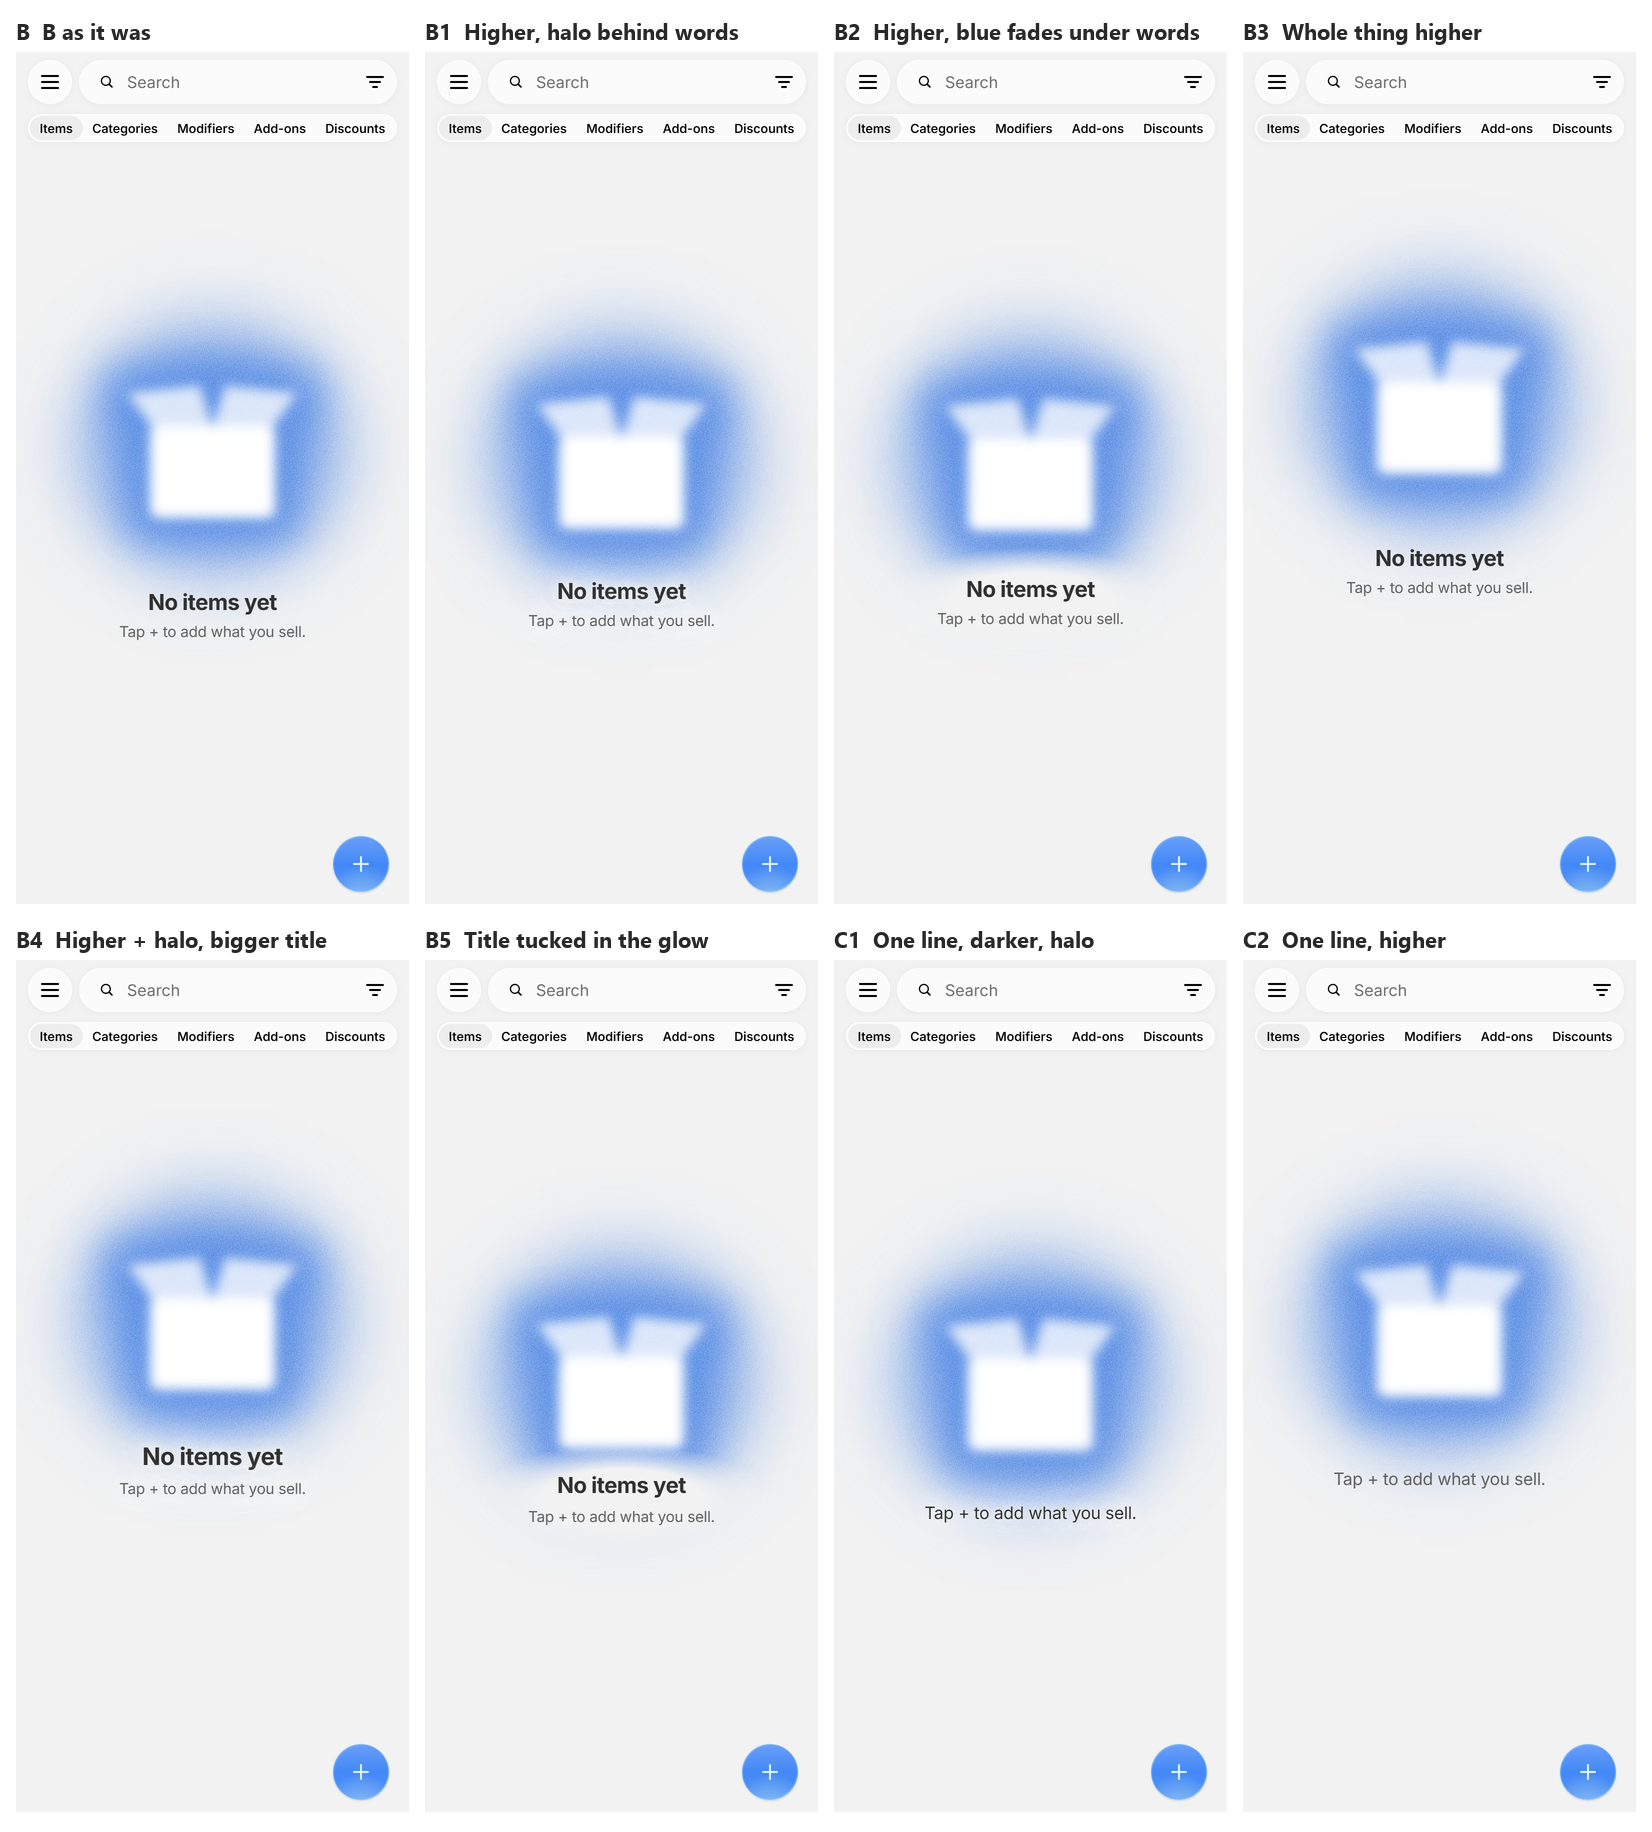 B B as it was
Search
Items Categories Modifiers Add-ons Discounts
No items yet
Tap + to add what you sell.
B1 Higher, halo behind words
Search
Items Categories Modifiers Add-ons Discounts
No items yet
Tap + to add what you sell.
B2 Higher, blue fades under words
Search
Items Categories Modifiers Add-ons Discounts
No items yet
Tap + to add what you sell.
B3 Whole thing higher
Search
Items Categories Modifiers Add-ons Discounts
No items yet
Tap + to add what you sell.
B4 Higher + halo, bigger title
Search
Items Categories Modifiers Add-ons Discounts
No items yet
Tap + to add what you sell.
B5 Title tucked in the glow
Search
Items Categories Modifiers Add-ons Discounts
No items yet
Tap + to add what you sell.
C1 One line, darker, halo
Search
Items Categories Modifiers Add-ons Discounts
Tap + to add what you sell.
C2 One line, higher
Search
Items Categories Modifiers Add-ons Discounts
Tap + to add what you sell.